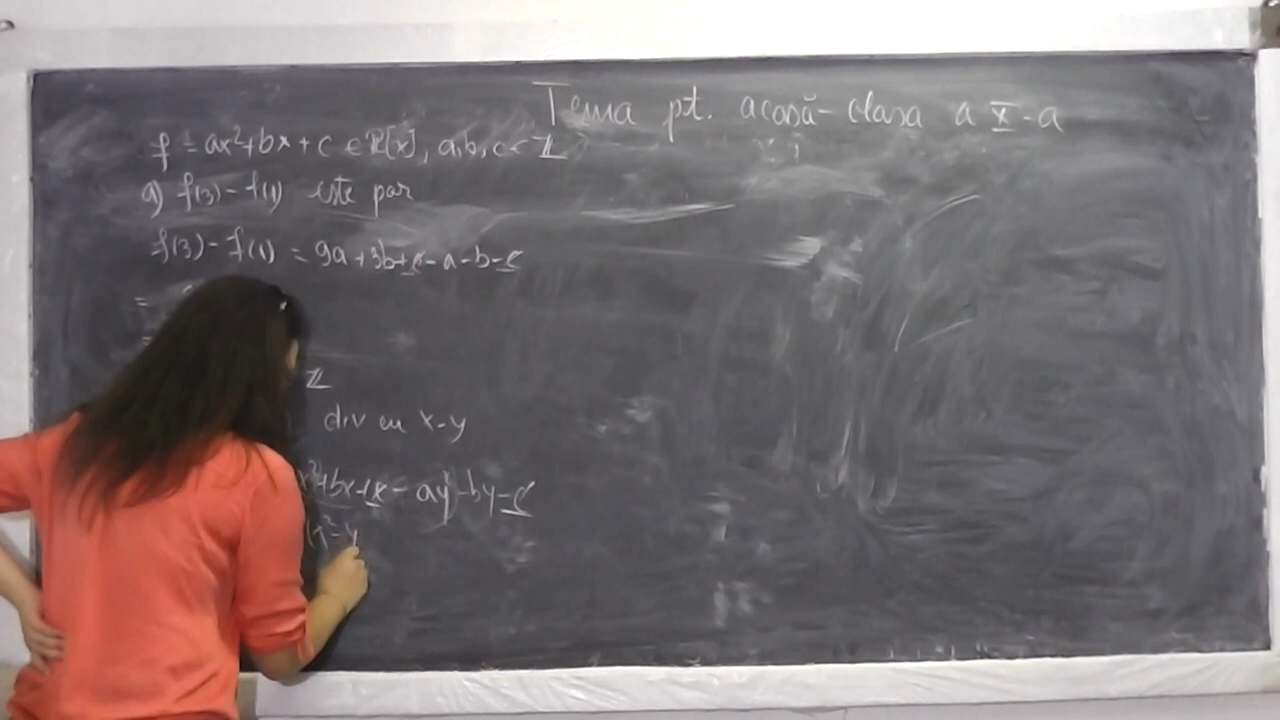 Tema pt. acasă - clasa a X-a
f = ax²+bx+c ∈ R[x], a,b,c ∈ Z
a) f(3) - f(1) este par
f(3) - f(1) = 9a+3b+c-a-b-c
=
Z
div cu x-y
x²+bx+c - ay² - by - c
(x²-y